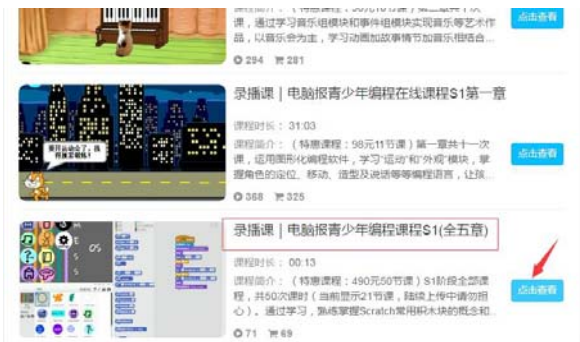 课，通过学习音乐组模块和事件组模块实现音乐等艺术作
品，以音乐会为主，学习动画加故事情节加音乐相结合...
294 281
点击查看
录播课 | 电脑报青少年编程在线课程S1第一章
课程时长： 31:03
课程简介：（特惠课程：98元11节课）第一章共十一次
课，运用图形化编程软件，学习“运动”和“外观”模块，掌
握角色的定位、移动、造型及说话等等编程语言，让孩...
368 325
点击查看
录播课 | 电脑报青少年编程课程S1(全五章)
课程时长： 00:13
课程简介：（特惠课程：490元50节课）S1阶段全部课
程，共50次课时（当前显示21节课，陆续上传中请勿担
心）。通过学习，熟练掌握Scratch常用积木块的概念和...
71 69
点击查看